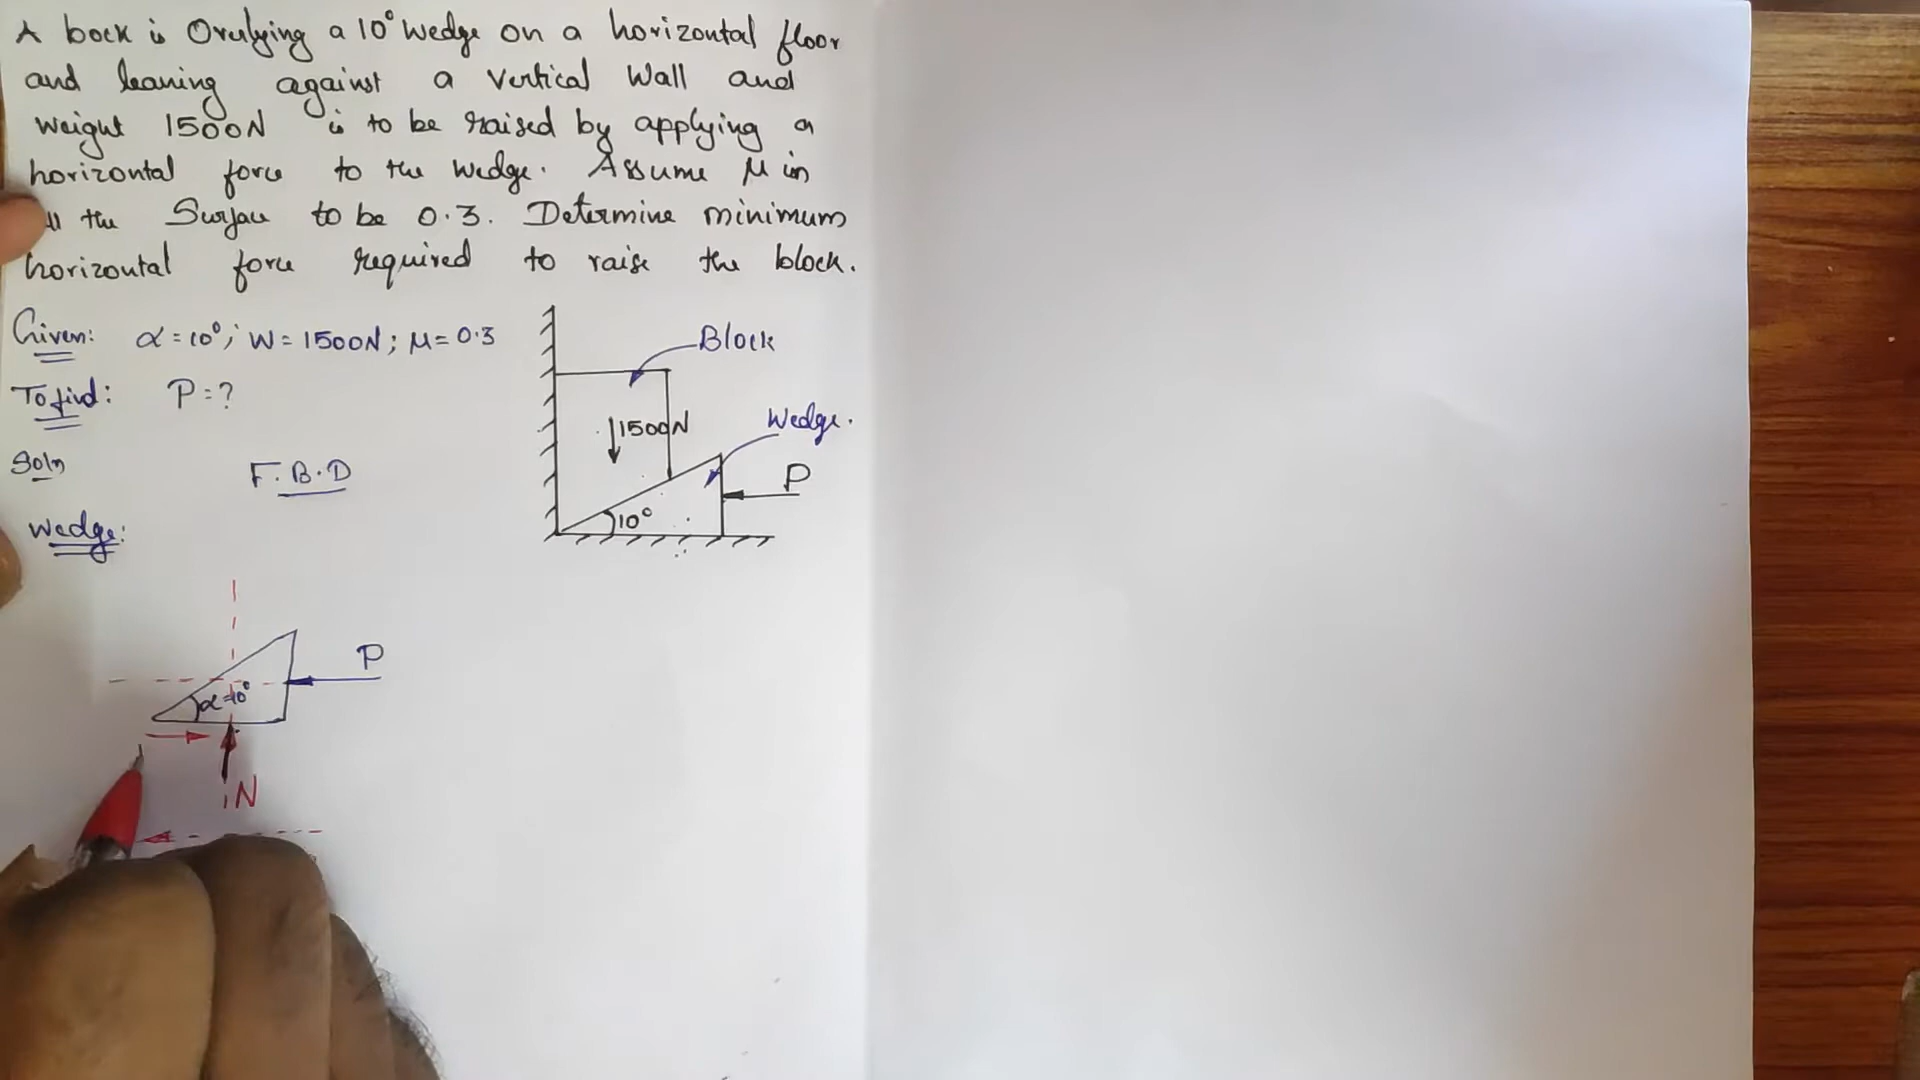 A bock is Overlying a 10° wedge on a horizontal floor
and leaning against a vertical wall and
weight 1500N is to be raised by applying a
horizontal force to the wedge. Assume μ in
the Surface to be 0.3. Determine minimum
horizontal force required to raise the block.
Given: α = 10°; W = 1500N; μ = 0.3
To find: P = ?
Soln
F.B.D
Wedge:
Block
1500N
Wedge.
P
10°
P
α=10°
N